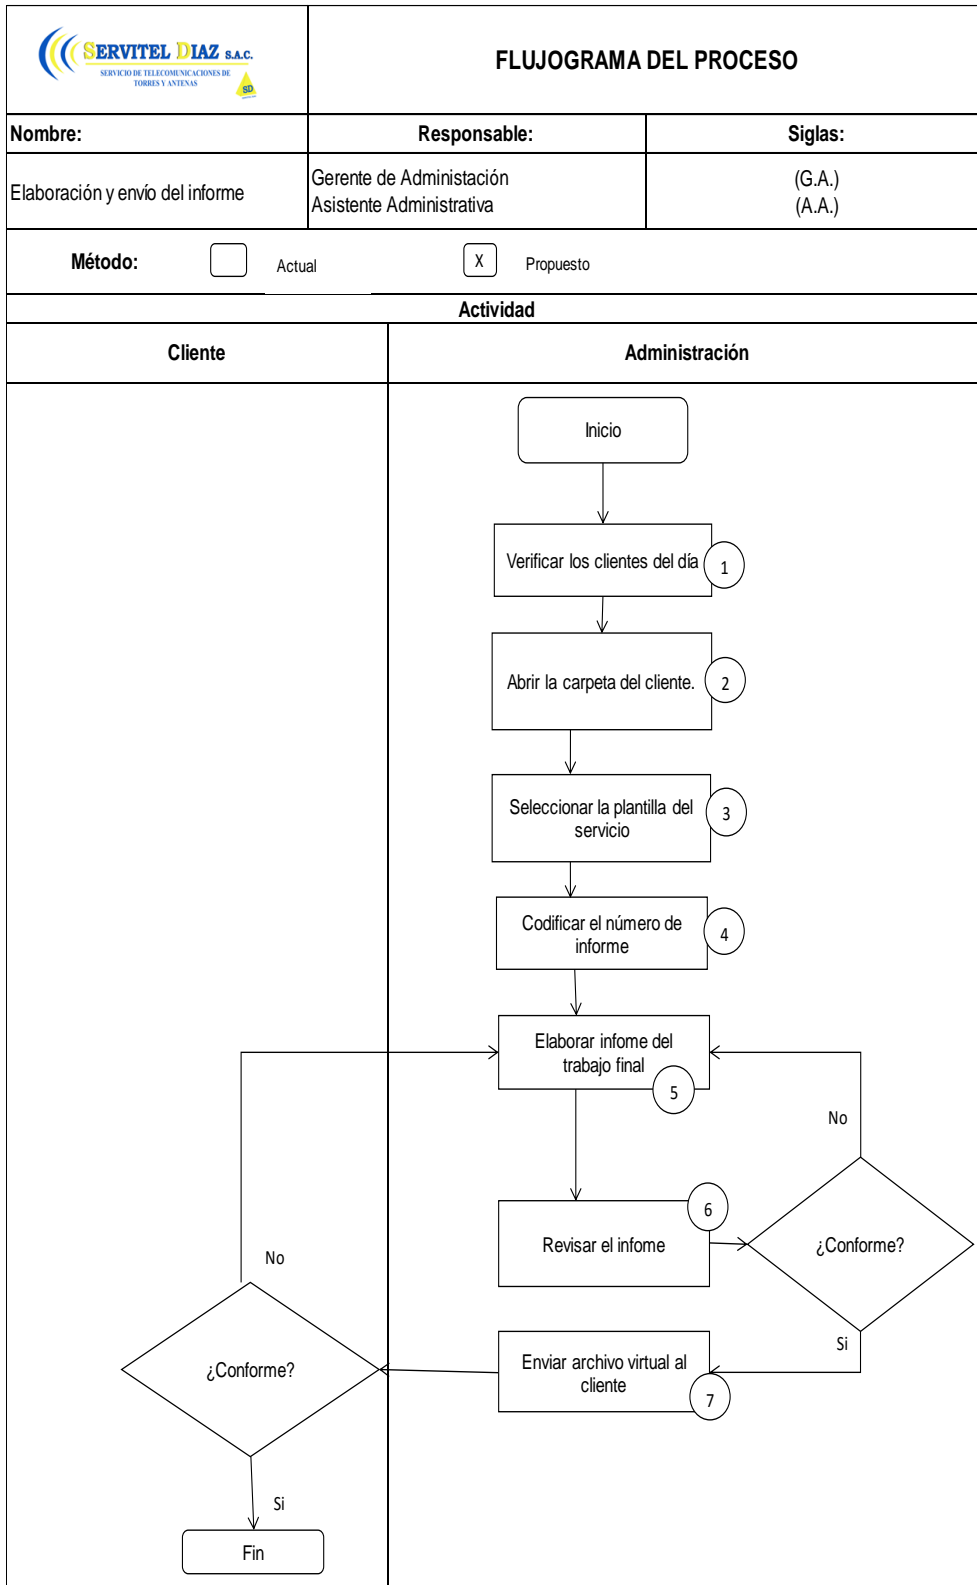 SERVITEL DIAZ S.A.C.
SERVICIO DE TELECOMUNICACIONES DE
TORRES Y ANTENAS
SD
FLUJOGRAMA DEL PROCESO
Nombre:
Responsable:
Siglas:
Elaboración y envío del informe
Gerente de Administación
Asistente Administrativa
(G.A.)
(A.A.)
Método:
Actual
X
Propuesto
Actividad
Cliente
Administración
Inicio
Verificar los clientes del día
1
Abrir la carpeta del cliente.
2
Seleccionar la plantilla del
servicio
3
Codificar el número de
informe
4
Elaborar infome del
trabajo final
5
No
6
Revisar el infome
¿Conforme?
No
Si
Enviar archivo virtual al
cliente
7
¿Conforme?
Si
Fin